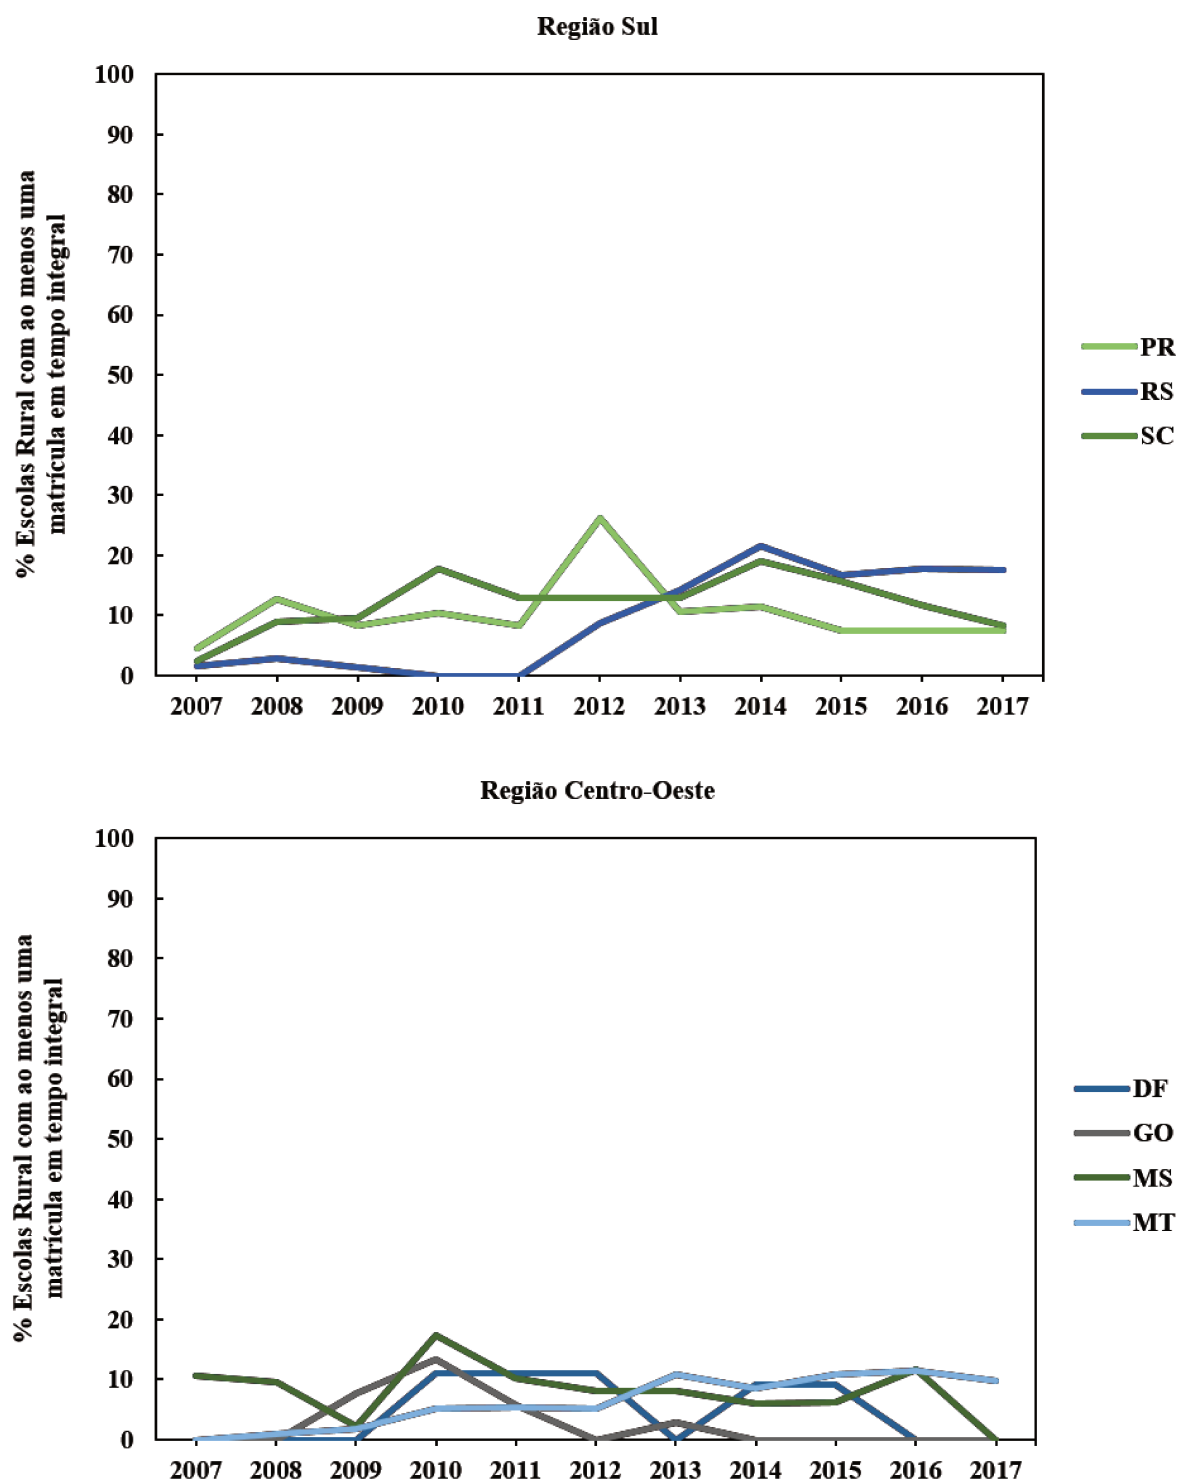 Região Sul
% Escolas Rural com ao menos uma
matrícula em tempo integral
100
90
80
70
60
50
40
30
20
10
0
2007 2008 2009 2010 2011 2012 2013 2014 2015 2016 2017
PR
RS
SC
Região Centro-Oeste
% Escolas Rural com ao menos uma
matrícula em tempo integral
100
90
80
70
60
50
40
30
20
10
0
2007 2008 2009 2010 2011 2012 2013 2014 2015 2016 2017
DF
GO
MS
MT